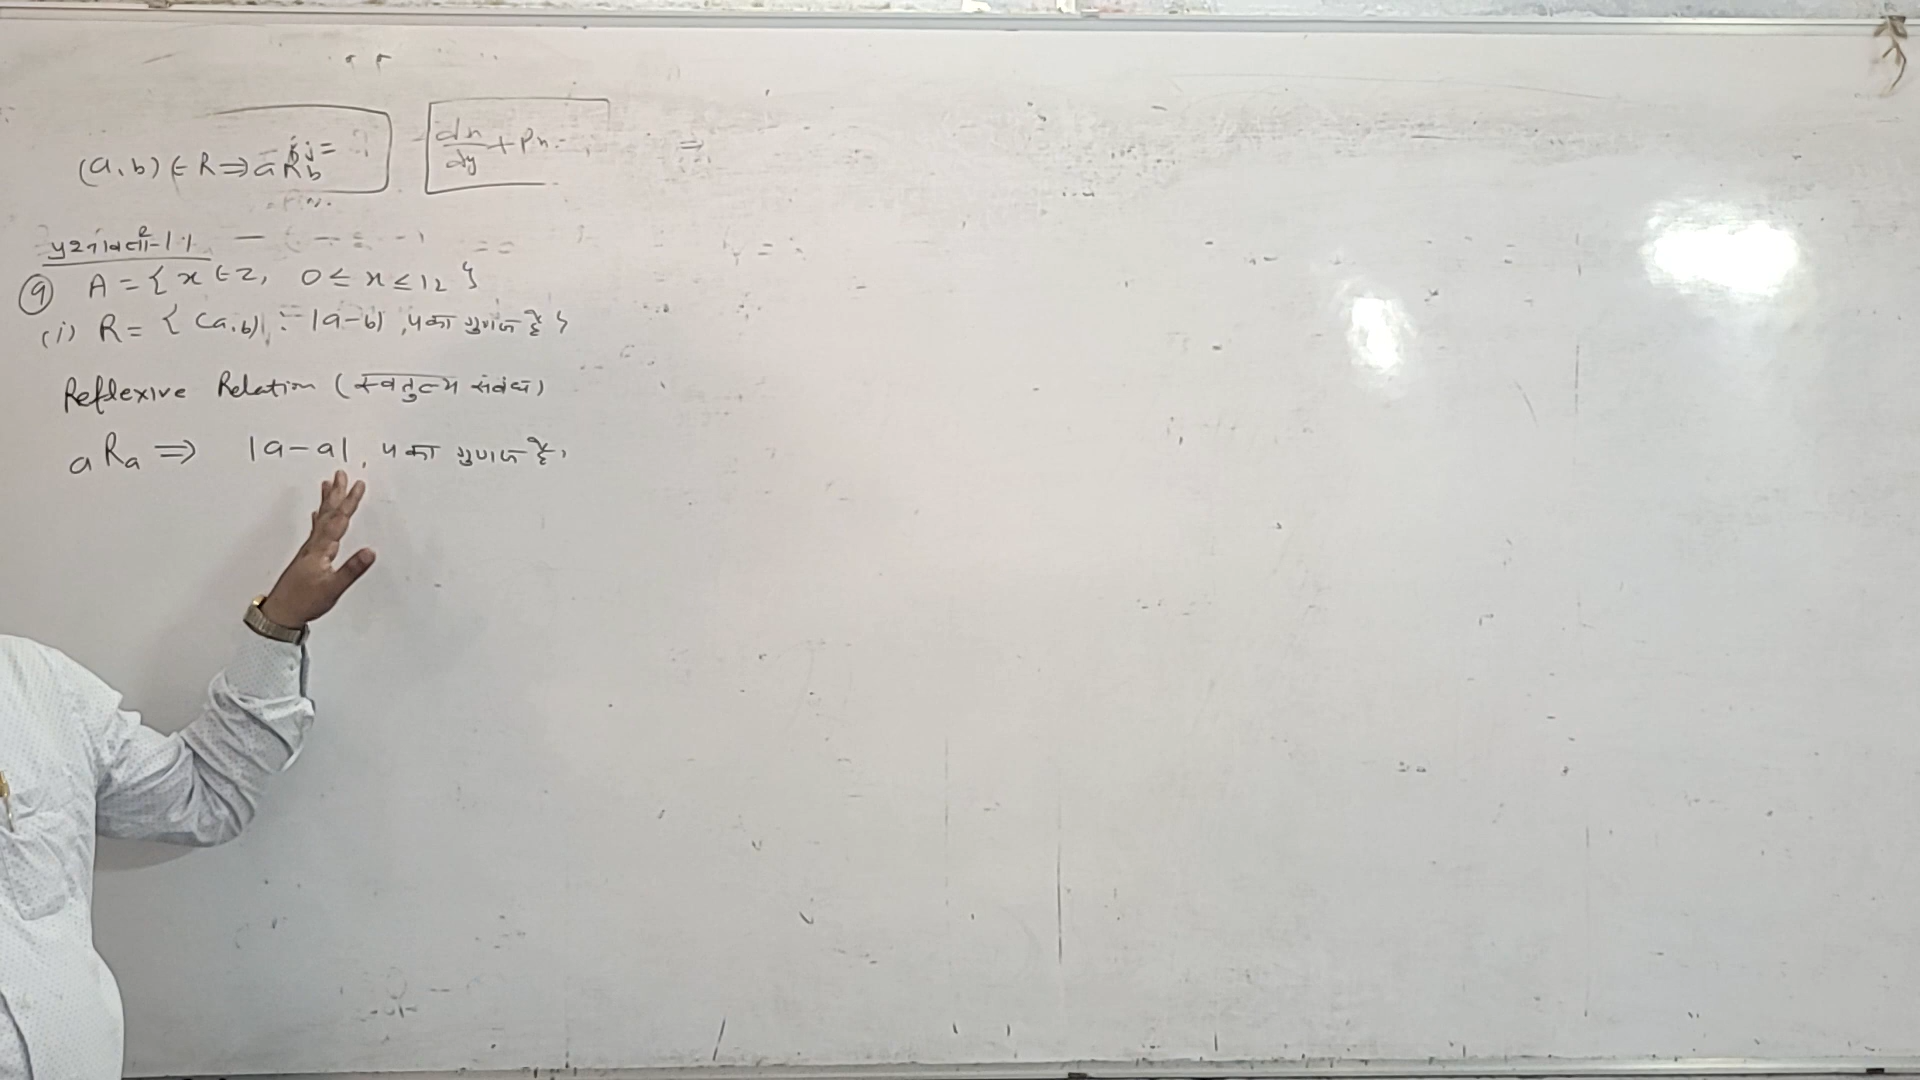 (a,b) ∈ R ⇒ aRb
dx/dy + Px =
⇒
प्रश्नावली-1.1
(9) A = { x ∈ Z, 0 ≤ x ≤ 12 }
(i) R = { (a,b) : |a-b|, 4 का गुणज है }
Reflexive Relation (स्वतुल्य संबंध)
aRa ⇒ |a-a|, 4 का गुणज है,